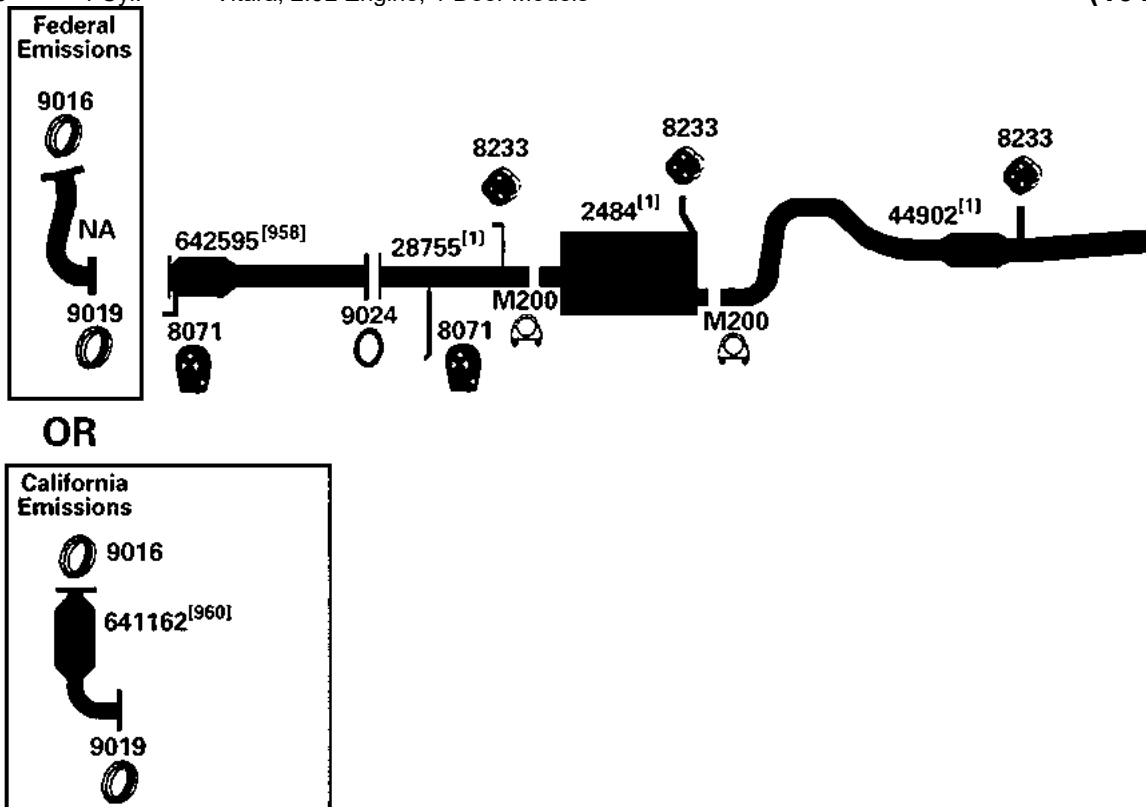 Federal
Emissions
9016
NA
9019
642595[958]
8071
9024
28755[1]
8071
8233
M200
2484[1]
8233
M200
44902[1]
8233
OR
California
Emissions
9016
641162[960]
9019